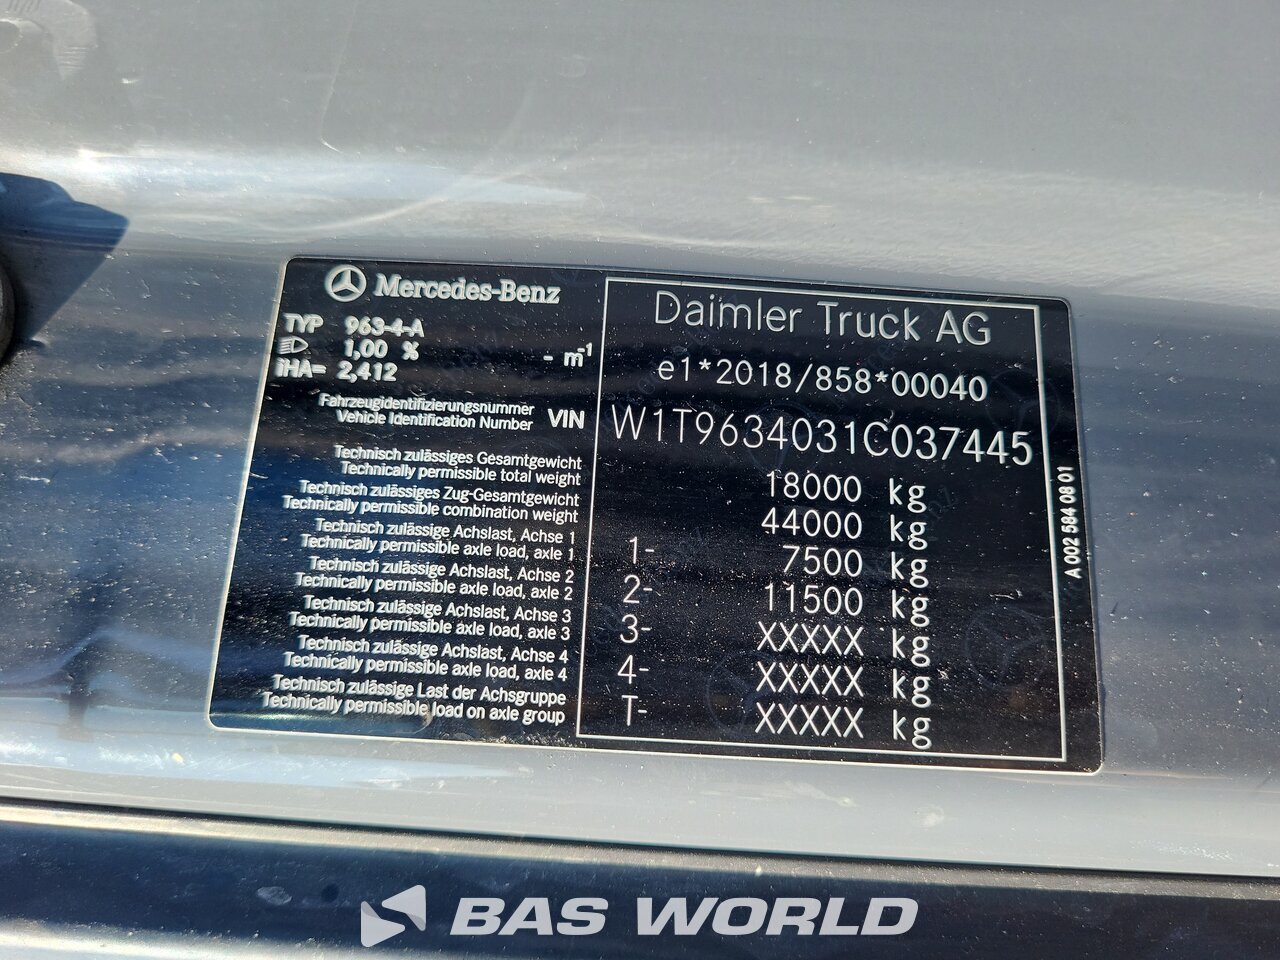 Mercedes-Benz
TYP 963-4-A
1,00 % - m-1
iHA= 2,412
Fahrzeugidentifizierungsnummer
Vehicle Identification Number VIN
Technisch zulässiges Gesamtgewicht
Technically permissible total weight
Technisch zulässiges Zug-Gesamtgewicht
Technically permissible combination weight
Technisch zulässige Achslast, Achse 1
Technically permissible axle load, axle 1
Technisch zulässige Achslast, Achse 2
Technically permissible axle load, axle 2
Technisch zulässige Achslast, Achse 3
Technically permissible axle load, axle 3
Technisch zulässige Achslast, Achse 4
Technically permissible axle load, axle 4
Technisch zulässige Last der Achsgruppe
Technically permissible load on axle group
Daimler Truck AG
e1*2018/858*00040
W1T9634031C037445
18000 kg
44000 kg
1- 7500 kg
2- 11500 kg
3- XXXXX kg
4- XXXXX kg
T- XXXXX kg
A 002 584 08 01
BAS WORLD